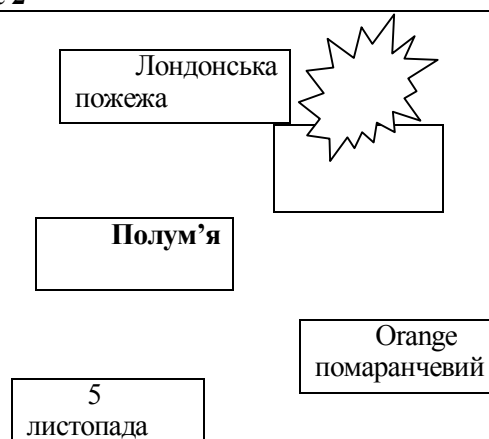 Лондонська
пожежа
Полум’я
Orange
помаранчевий
5
листопада